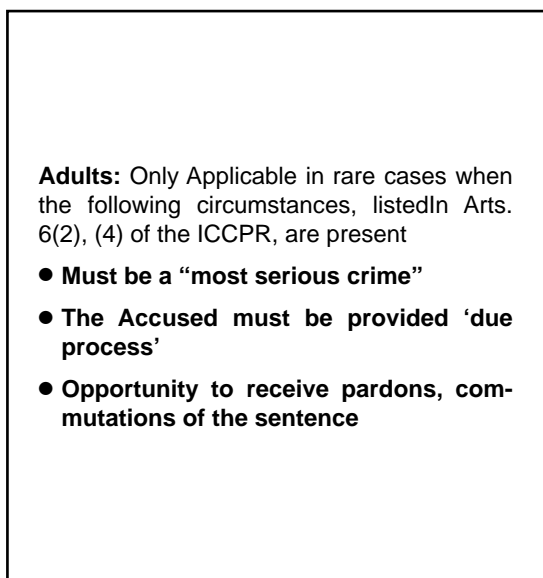 Adults: Only Applicable in rare cases when
the following circumstances, listedIn Arts.
6(2), (4) of the ICCPR, are present
● Must be a “most serious crime”
● The Accused must be provided ‘due
process’
● Opportunity to receive pardons, com-
mutations of the sentence